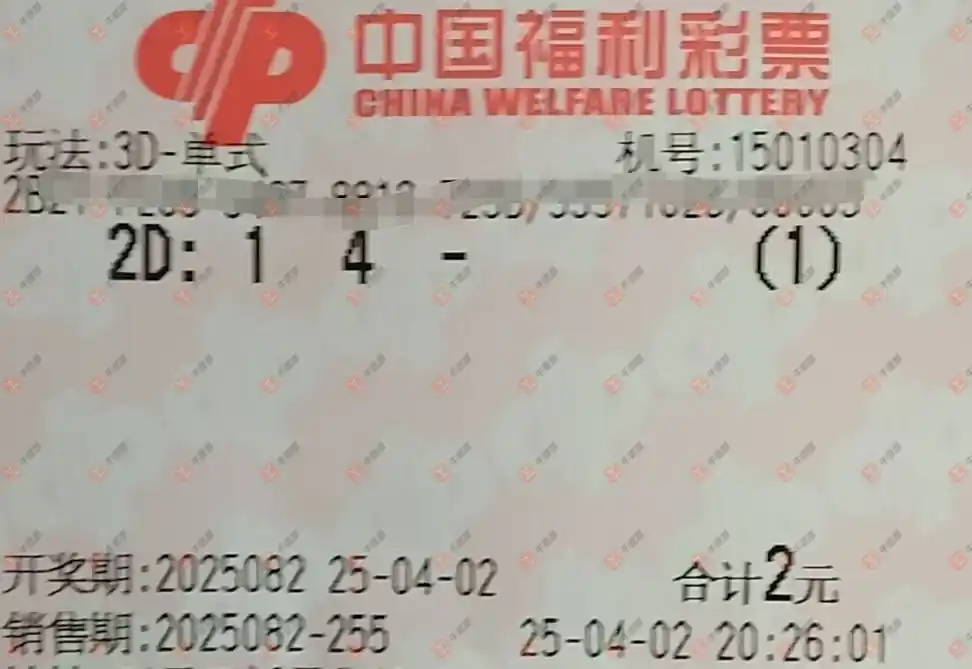 中国福利彩票
CHINA WELFARE LOTTERY
玩法:3D-单式 机号:15010304
2D: 1 4 - (1)
开奖期:2025082 25-04-02 合计2元
销售期:2025082-255 25-04-02 20:26:01